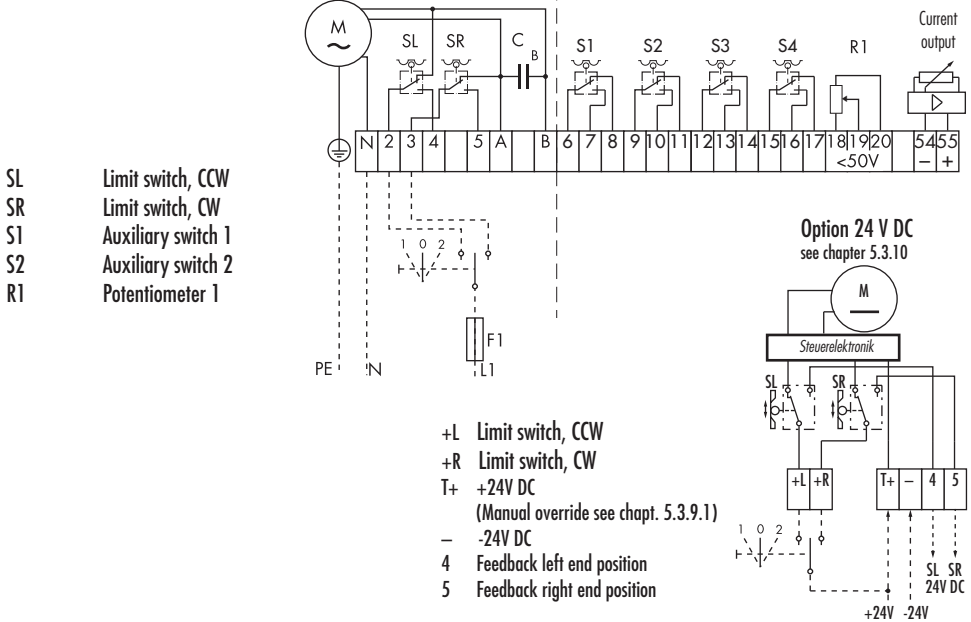 Current
output
M
SL SR C B S1 S2 S3 S4 R1
N 2 3 4 5 A B 6 7 8 9 10 11 12 13 14 15 16 17 18 19 20 54 55
<50V − +
SL Limit switch, CCW
SR Limit switch, CW
S1 Auxiliary switch 1
S2 Auxiliary switch 2
R1 Potentiometer 1
1 0 2
F1
PE N L1
Option 24 V DC
see chapter 5.3.10
M
Steuerelektronik
SL SR
+L +R T+ – 4 5
1 0 2
SL SR
24V DC
+24V -24V
+L Limit switch, CCW
+R Limit switch, CW
T+ +24V DC
(Manual override see chapt. 5.3.9.1)
– -24V DC
4 Feedback left end position
5 Feedback right end position